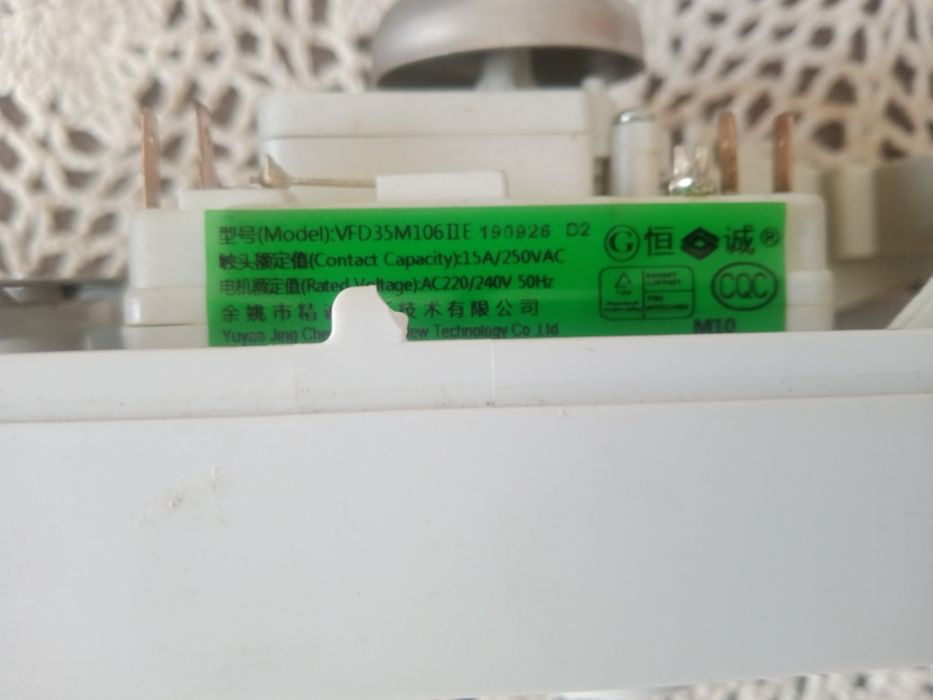 型号(Model):VFD35M106IIE 190926 D2
触头额定值(Contact Capacity):15A/250VAC
电机额定值(Rated Voltage):AC220/240V 50Hz
余姚市精 技术有限公司
Yuyao Jing Technology Co.,Ltd
G恒 诚®
CQC
M10